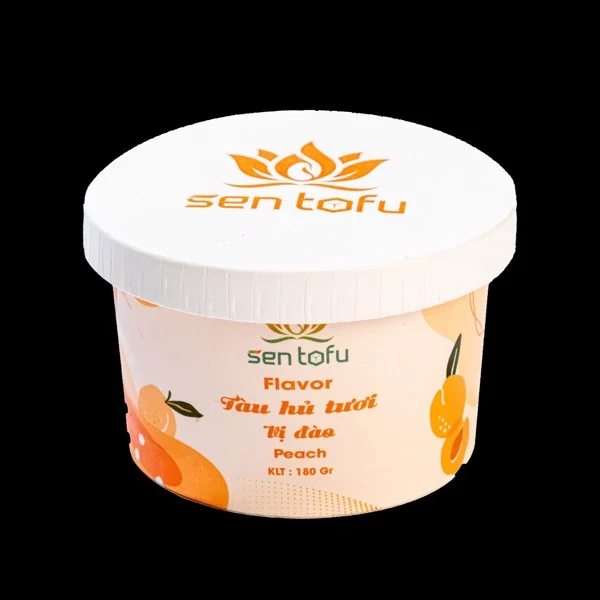 sen tofu
sen tofu
Flavor
Tàu hủ tươi
Vị đào
Peach
KLT : 180 Gr